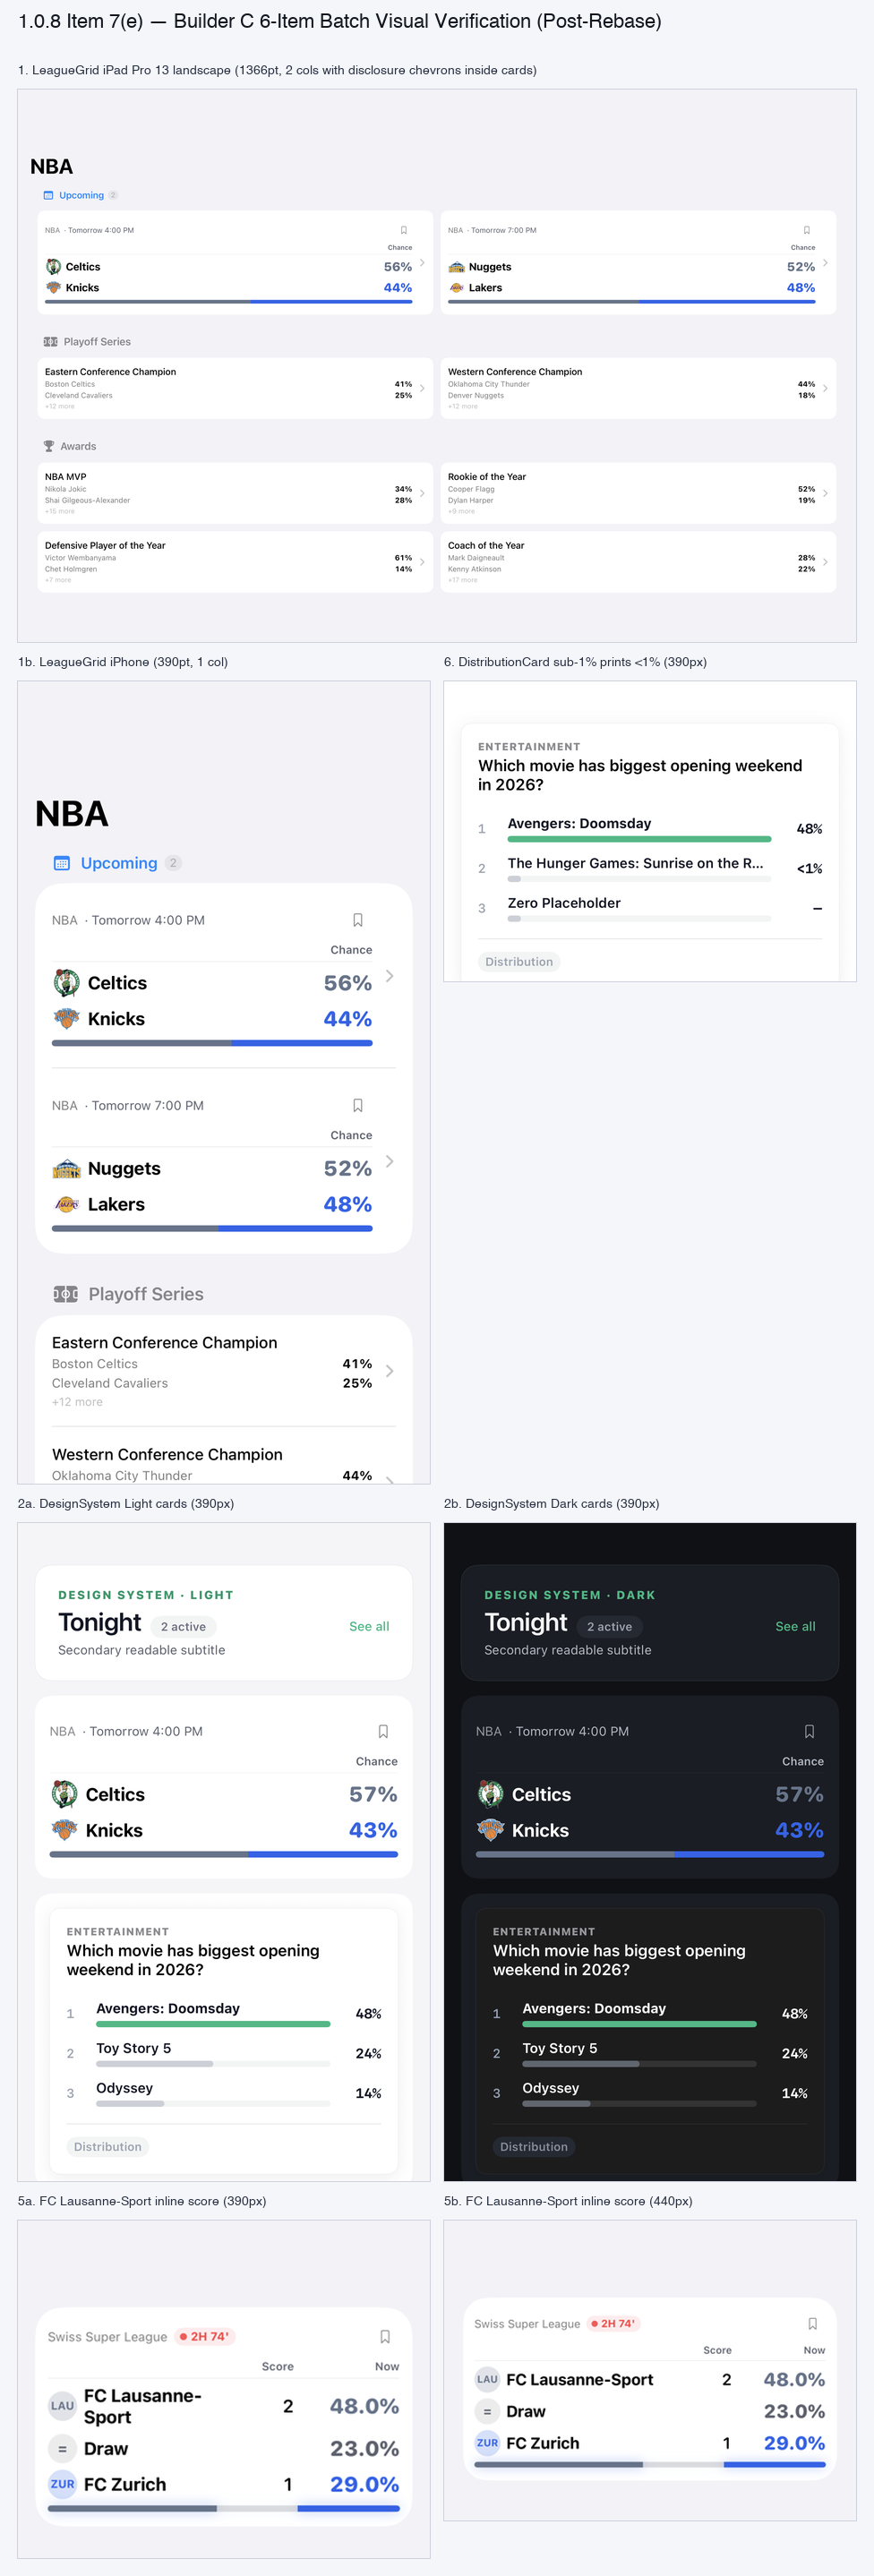 1.0.8 Item 7(e) — Builder C 6-Item Batch Visual Verification (Post-Rebase)
1. LeagueGrid iPad Pro 13 landscape (1366pt, 2 cols with disclosure chevrons inside cards)
NBA
Upcoming 2
NBA · Tomorrow 4:00 PM
Chance
Celtics 56%
Knicks 44%
NBA · Tomorrow 7:00 PM
Chance
Nuggets 52%
Lakers 48%
Playoff Series
Eastern Conference Champion
Boston Celtics 41%
Cleveland Cavaliers 25%
+12 more
Western Conference Champion
Oklahoma City Thunder 44%
Denver Nuggets 18%
+12 more
Awards
NBA MVP
Nikola Jokic 34%
Shai Gilgeous-Alexander 28%
+15 more
Rookie of the Year
Cooper Flagg 52%
Dylan Harper 19%
+9 more
Defensive Player of the Year
Victor Wembanyama 61%
Chet Holmgren 14%
+7 more
Coach of the Year
Mark Daigneault 28%
Kenny Atkinson 22%
+17 more
1b. LeagueGrid iPhone (390pt, 1 col)
NBA
Upcoming 2
NBA · Tomorrow 4:00 PM
Chance
Celtics 56%
Knicks 44%
NBA · Tomorrow 7:00 PM
Chance
Nuggets 52%
Lakers 48%
Playoff Series
Eastern Conference Champion
Boston Celtics 41%
Cleveland Cavaliers 25%
+12 more
Western Conference Champion
Oklahoma City Thunder 44%
6. DistributionCard sub-1% prints <1% (390px)
ENTERTAINMENT
Which movie has biggest opening weekend
in 2026?
1 Avengers: Doomsday 48%
2 The Hunger Games: Sunrise on the R... <1%
3 Zero Placeholder –
Distribution
2a. DesignSystem Light cards (390px)
DESIGN SYSTEM · LIGHT
Tonight 2 active See all
Secondary readable subtitle
NBA · Tomorrow 4:00 PM
Chance
Celtics 57%
Knicks 43%
ENTERTAINMENT
Which movie has biggest opening
weekend in 2026?
1 Avengers: Doomsday 48%
2 Toy Story 5 24%
3 Odyssey 14%
Distribution
2b. DesignSystem Dark cards (390px)
DESIGN SYSTEM · DARK
Tonight 2 active See all
Secondary readable subtitle
NBA · Tomorrow 4:00 PM
Chance
Celtics 57%
Knicks 43%
ENTERTAINMENT
Which movie has biggest opening
weekend in 2026?
1 Avengers: Doomsday 48%
2 Toy Story 5 24%
3 Odyssey 14%
Distribution
5a. FC Lausanne-Sport inline score (390px)
Swiss Super League 2H 74'
Score Now
LAU FC Lausanne-
Sport 2 48.0%
= Draw 23.0%
ZUR FC Zurich 1 29.0%
5b. FC Lausanne-Sport inline score (440px)
Swiss Super League 2H 74'
Score Now
LAU FC Lausanne-Sport 2 48.0%
= Draw 23.0%
ZUR FC Zurich 1 29.0%